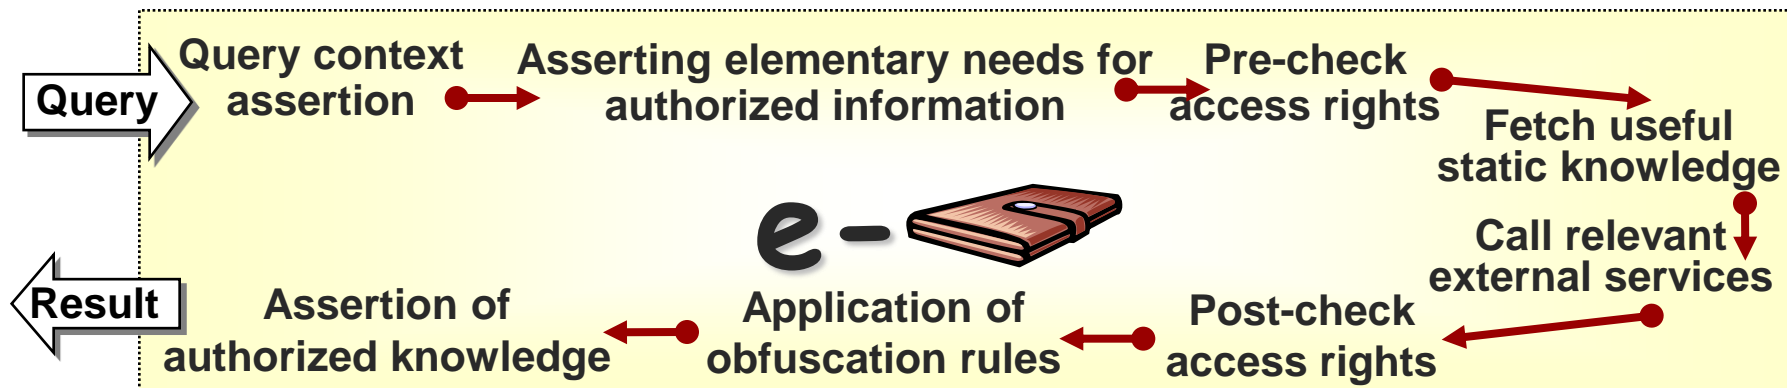 Query
Query context
assertion
Asserting elementary needs for
authorized information
Pre-check
access rights
Fetch useful
static knowledge
Call relevant
external services
Post-check
access rights
Application of
obfuscation rules
Assertion of
authorized knowledge
Result
e-